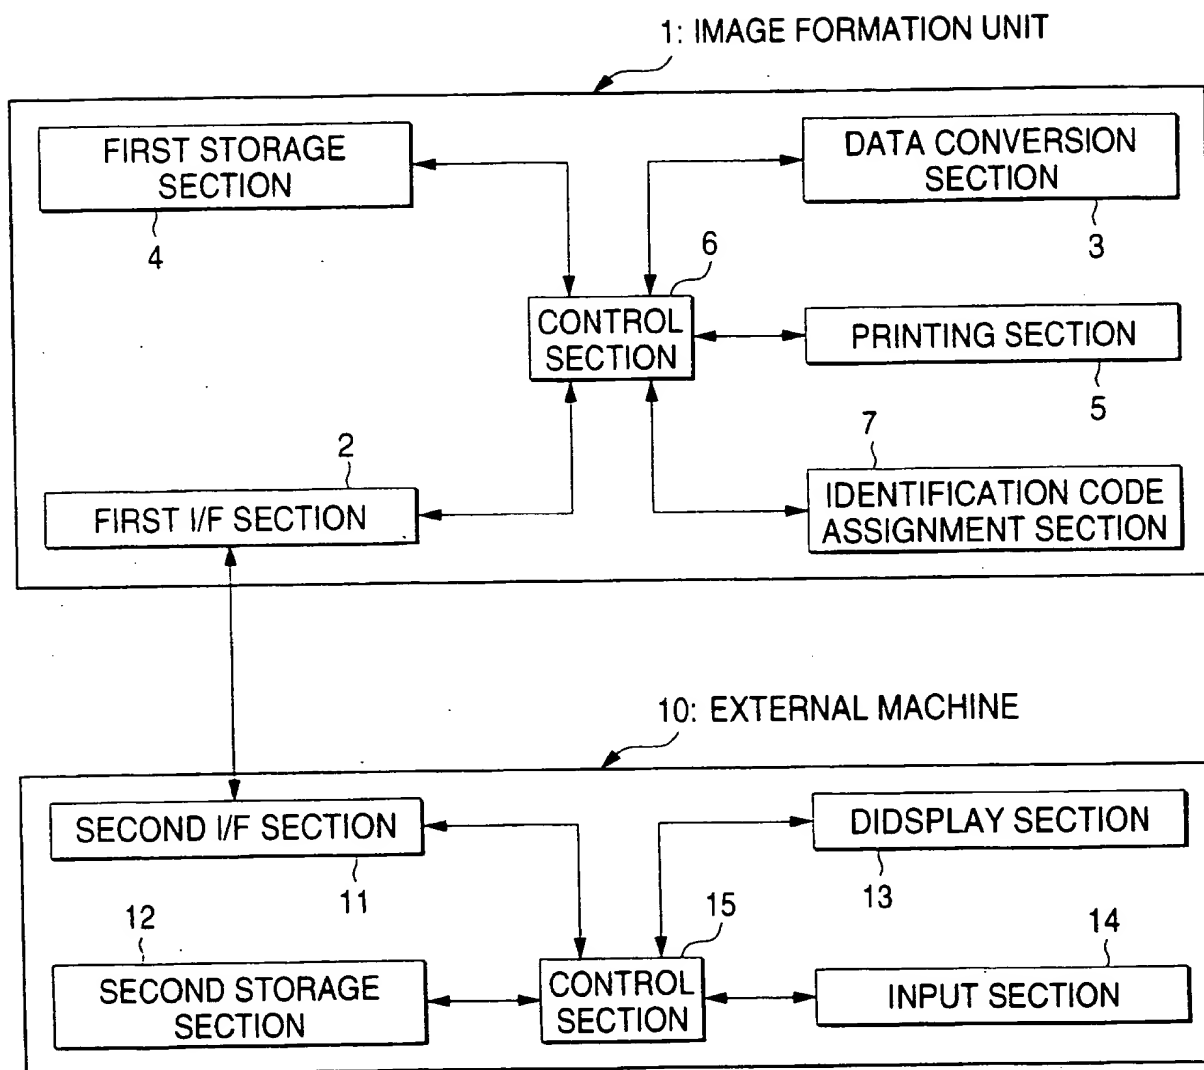 1: IMAGE FORMATION UNIT
FIRST STORAGE
SECTION
4
DATA CONVERSION
SECTION
3
6
CONTROL
SECTION
PRINTING SECTION
5
2
FIRST I/F SECTION
7
IDENTIFICATION CODE
ASSIGNMENT SECTION
10: EXTERNAL MACHINE
SECOND I/F SECTION
11
DIDSPLAY SECTION
13
12
SECOND STORAGE
SECTION
15
CONTROL
SECTION
14
INPUT SECTION